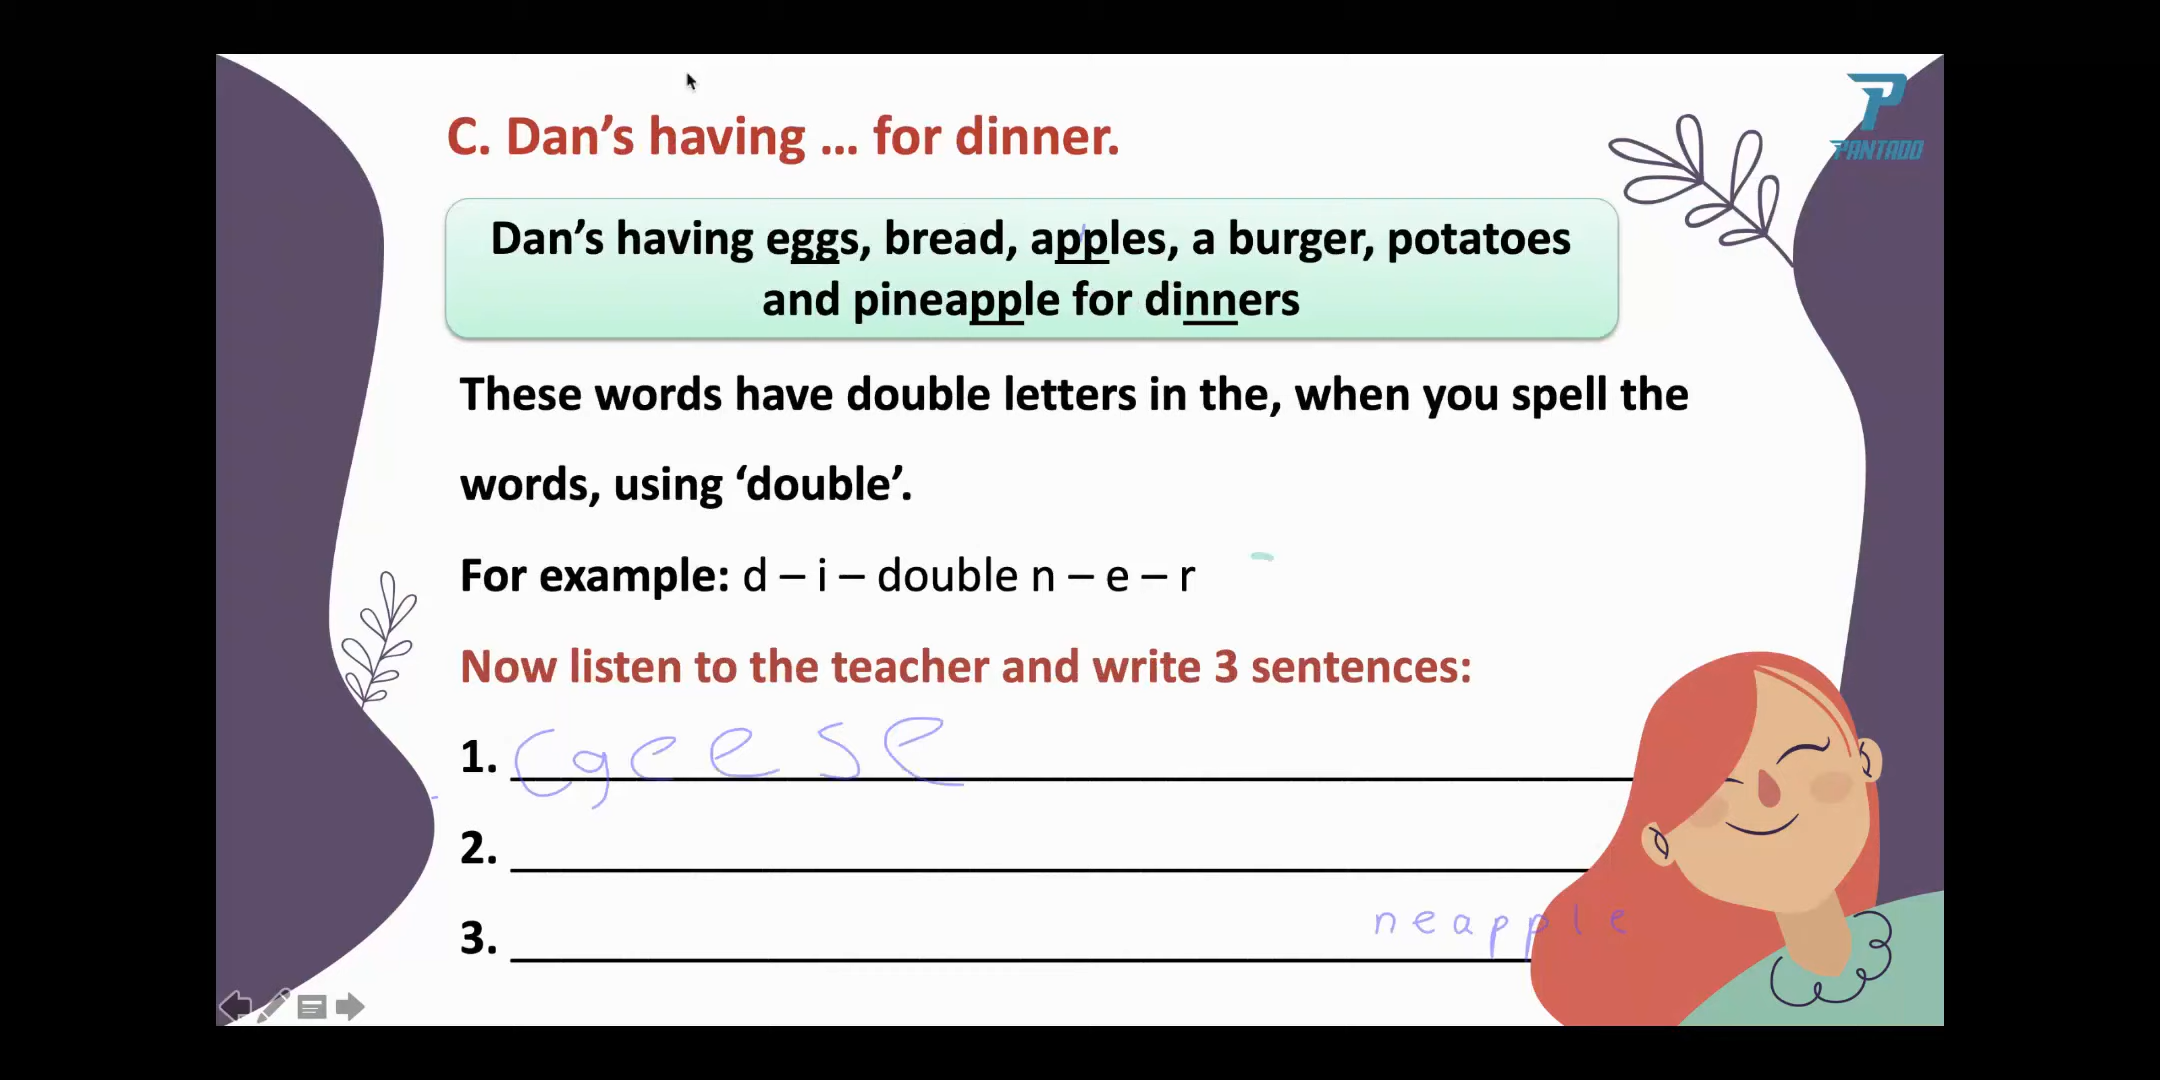 PANTADO
C. Dan’s having ... for dinner.
Dan’s having eggs, bread, apples, a burger, potatoes
and pineapple for dinners
These words have double letters in the, when you spell the
words, using ‘double’.
For example: d – i – double n – e – r
Now listen to the teacher and write 3 sentences:
1. Cgeese
2.
3. neapple